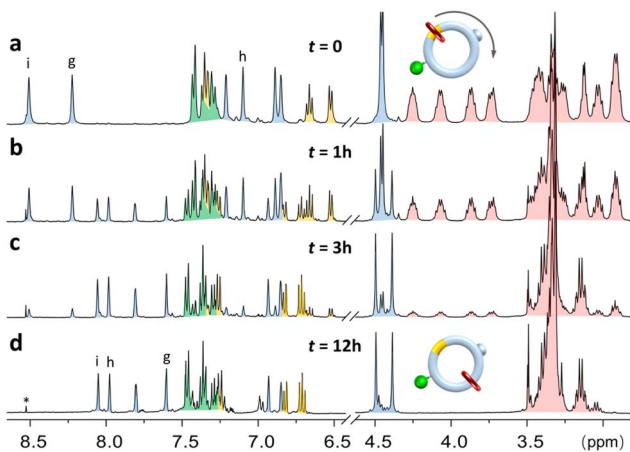 a t = 0
i g h
b t = 1h
c t = 3h
d t = 12h
i h g
*
8.5 8.0 7.5 7.0 6.5 4.5 4.0 3.5 (ppm)